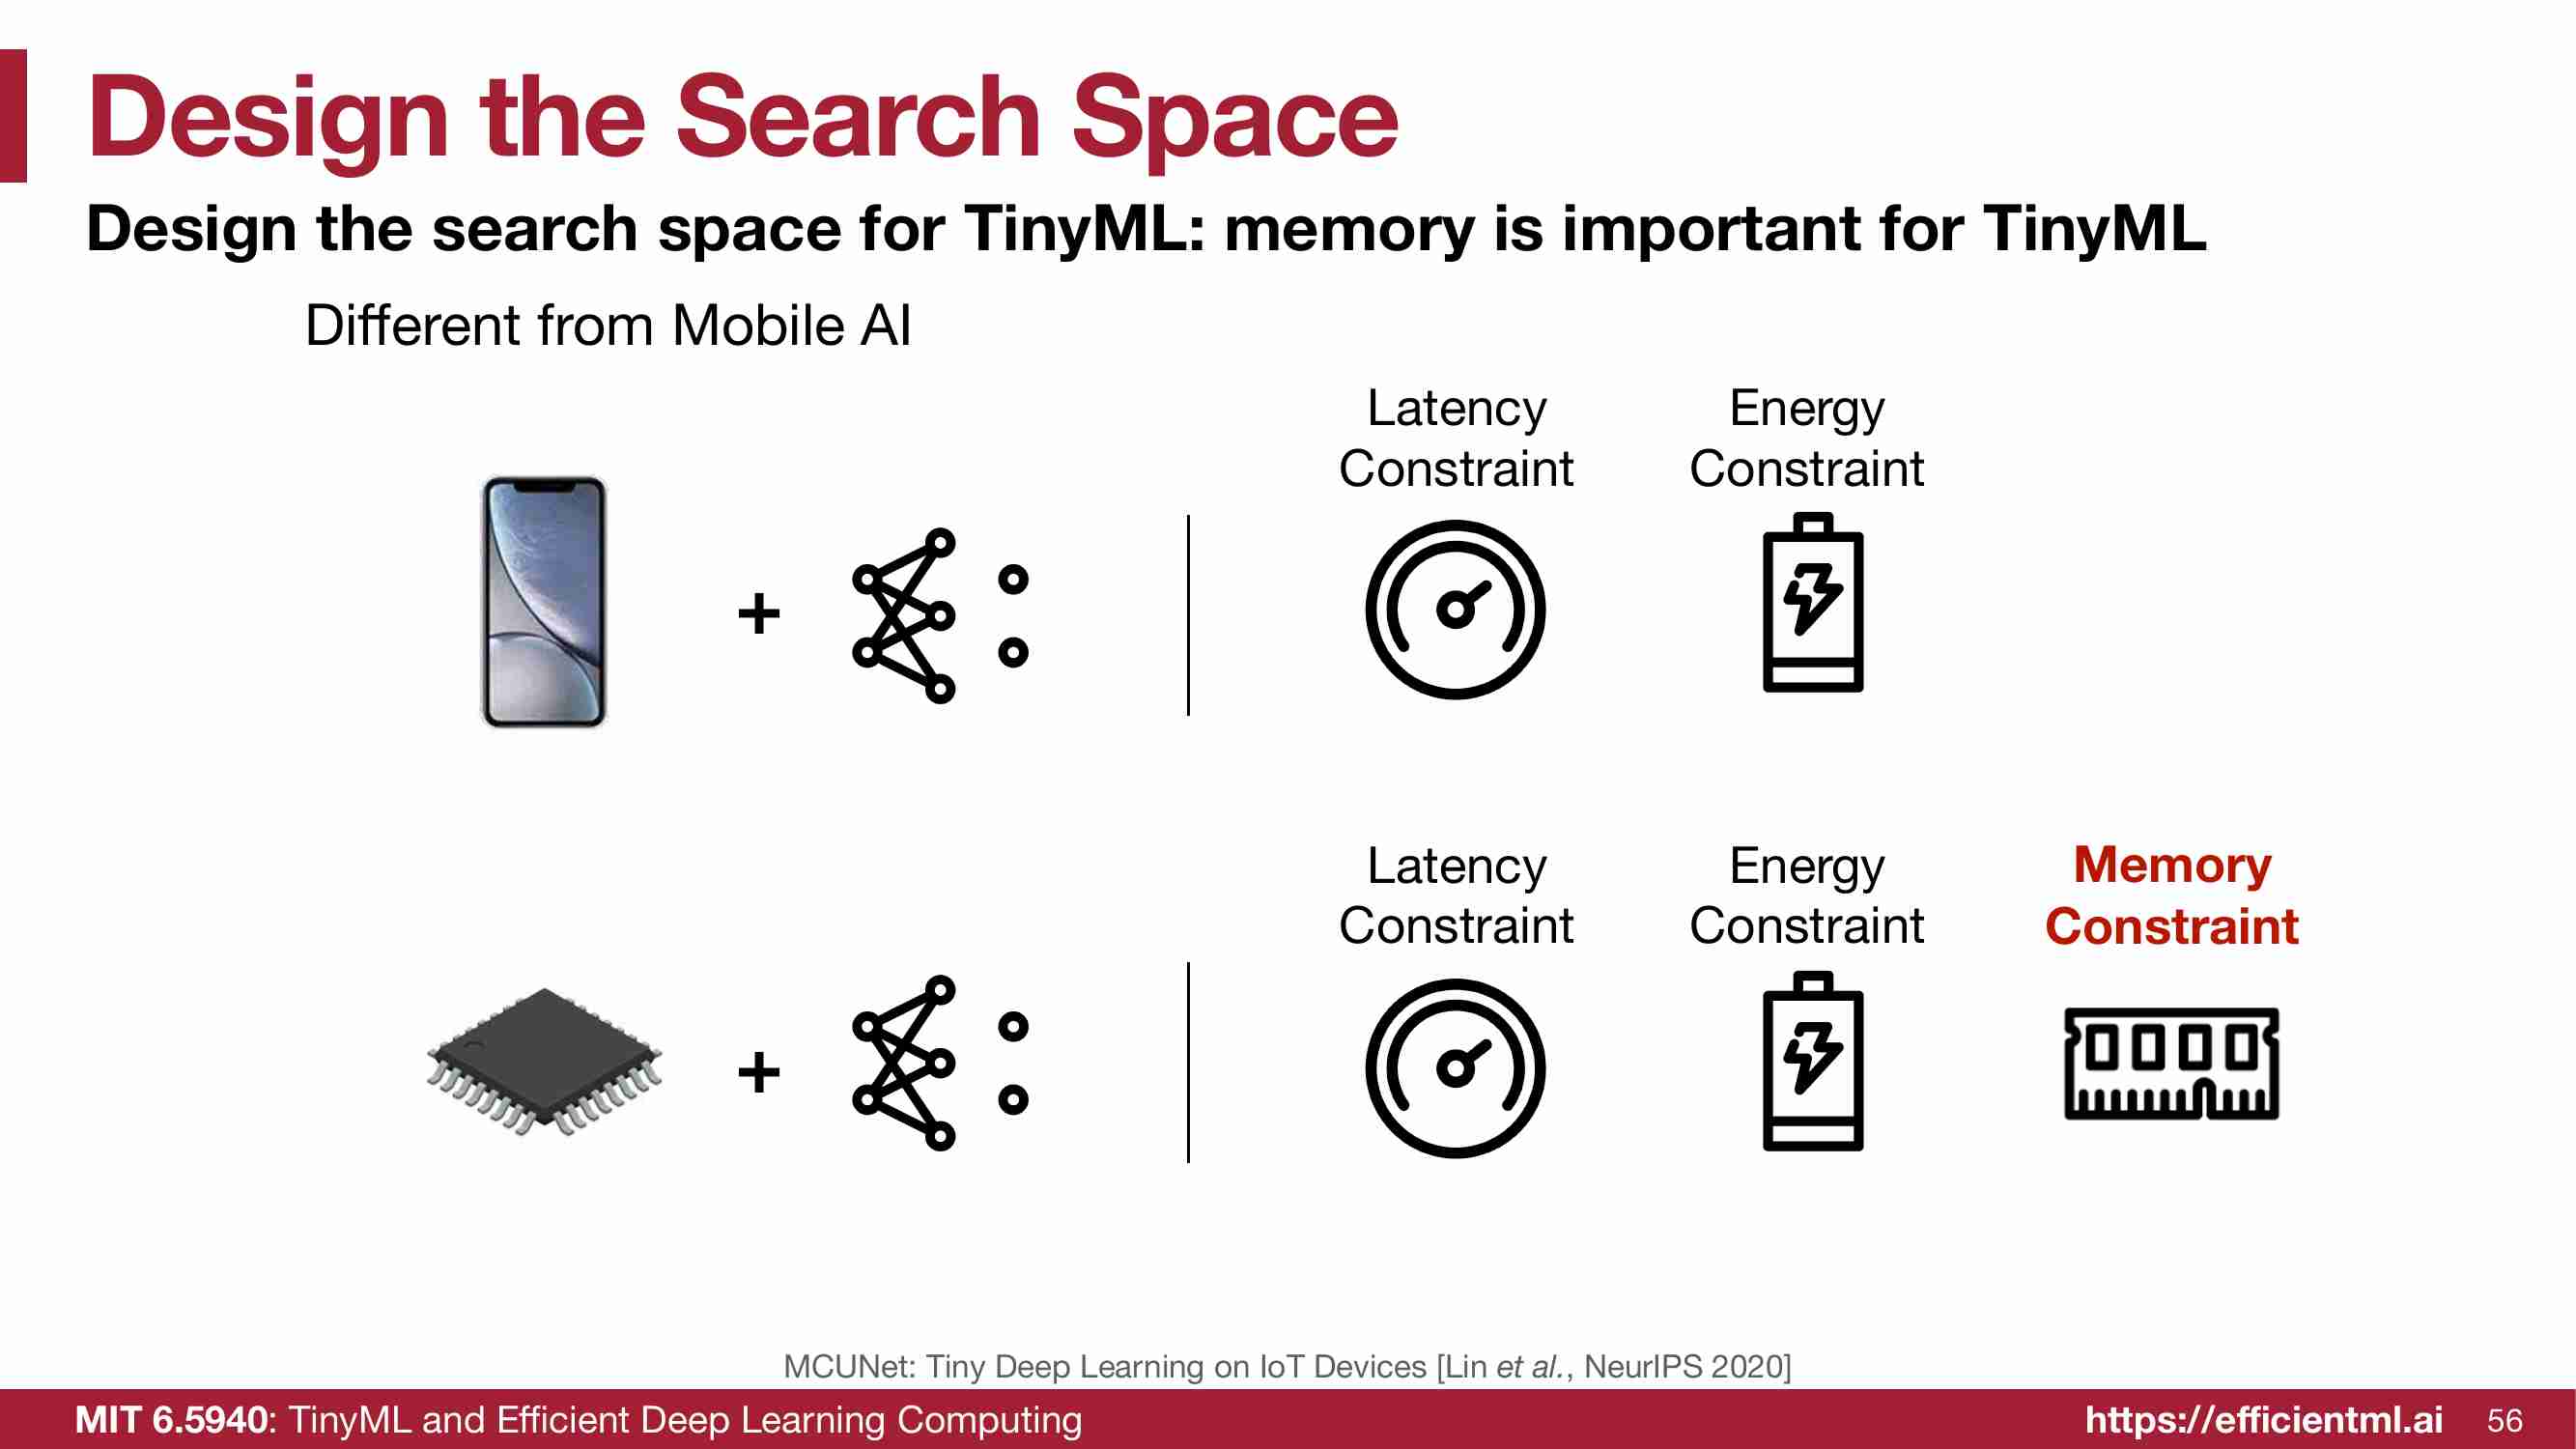 Design the Search Space
Design the search space for TinyML: memory is important for TinyML
Different from Mobile AI
Latency Constraint
Energy Constraint
+
Latency Constraint
Energy Constraint
Memory Constraint
+
MCUNet: Tiny Deep Learning on IoT Devices [Lin et al., NeurIPS 2020]
MIT 6.5940: TinyML and Efficient Deep Learning Computing
https://efficientml.ai
56